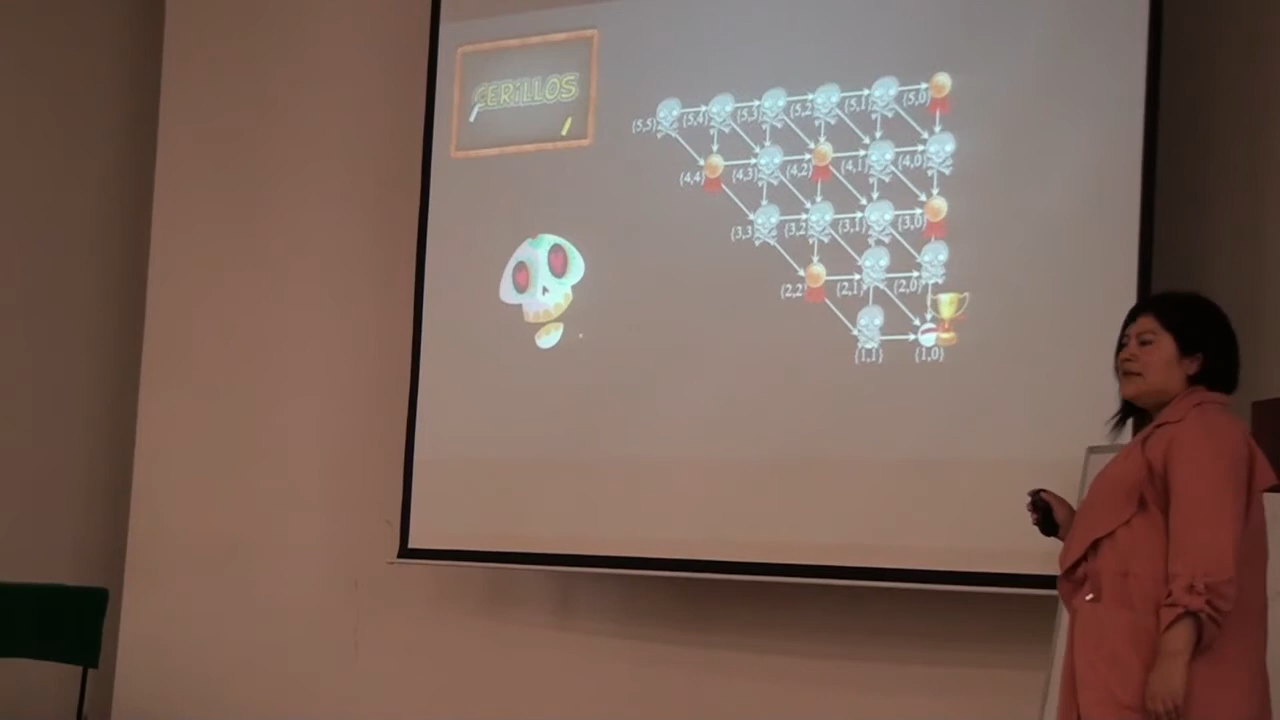 CERiLLOS
{5,5} {5,4} {5,3} {5,2} {5,1} {5,0}
{4,4} {4,3} {4,2} {4,1} {4,0}
{3,3} {3,2} {3,1} {3,0}
{2,2} {2,1} {2,0}
{1,1} {1,0}